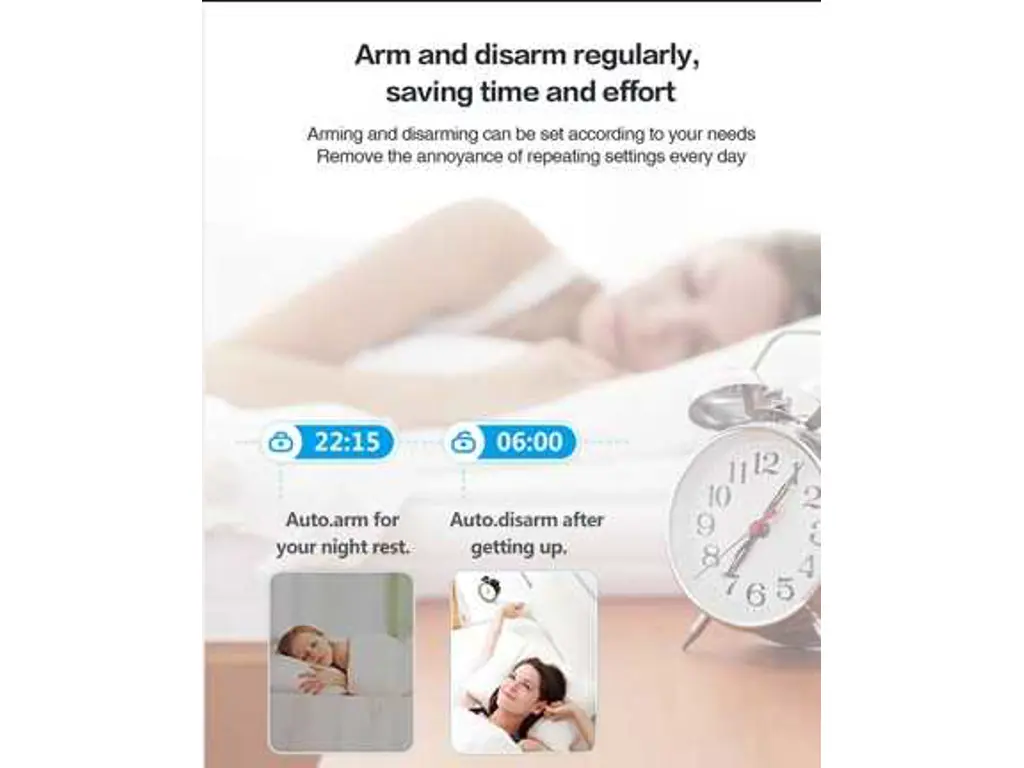 Arm and disarm regularly,
saving time and effort
Arming and disarming can be set according to your needs
Remove the annoyance of repeating settings every day
22:15
06:00
Auto.arm for
your night rest.
Auto.disarm after
getting up.
11 12 1
10 2
9 3
8 4
7 6 5